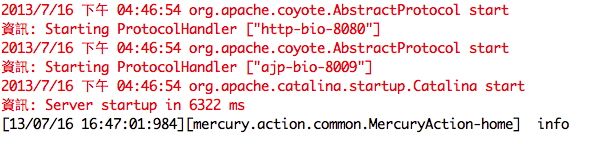 2013/7/16 下午 04:46:54 org.apache.coyote.AbstractProtocol start
資訊: Starting ProtocolHandler ["http-bio-8080"]
2013/7/16 下午 04:46:54 org.apache.coyote.AbstractProtocol start
資訊: Starting ProtocolHandler ["ajp-bio-8009"]
2013/7/16 下午 04:46:54 org.apache.catalina.startup.Catalina start
資訊: Server startup in 6322 ms
[13/07/16 16:47:01:984][mercury.action.common.MercuryAction-home]  info